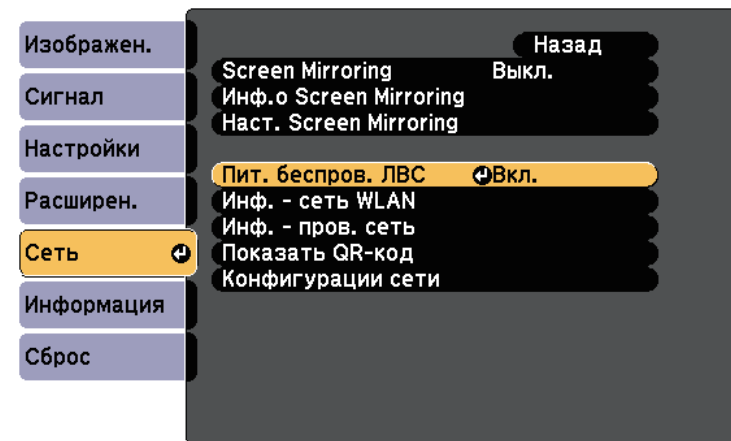 Изображен.
Сигнал
Настройки
Расширен.
Сеть
Информация
Сброс
Назад
Screen Mirroring Выкл.
Инф.о Screen Mirroring
Наст. Screen Mirroring
Пит. беспров. ЛВС Вкл.
Инф. - сеть WLAN
Инф. - пров. сеть
Показать QR-код
Конфигурации сети